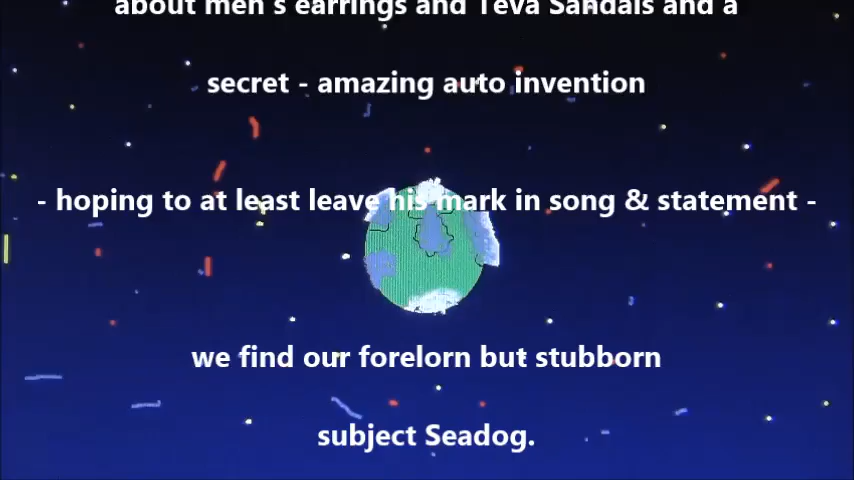 about men's earrings and Teva Sandals and a
secret - amazing auto invention
- hoping to at least leave his mark in song & statement -
we find our forelorn but stubborn
subject Seadog.